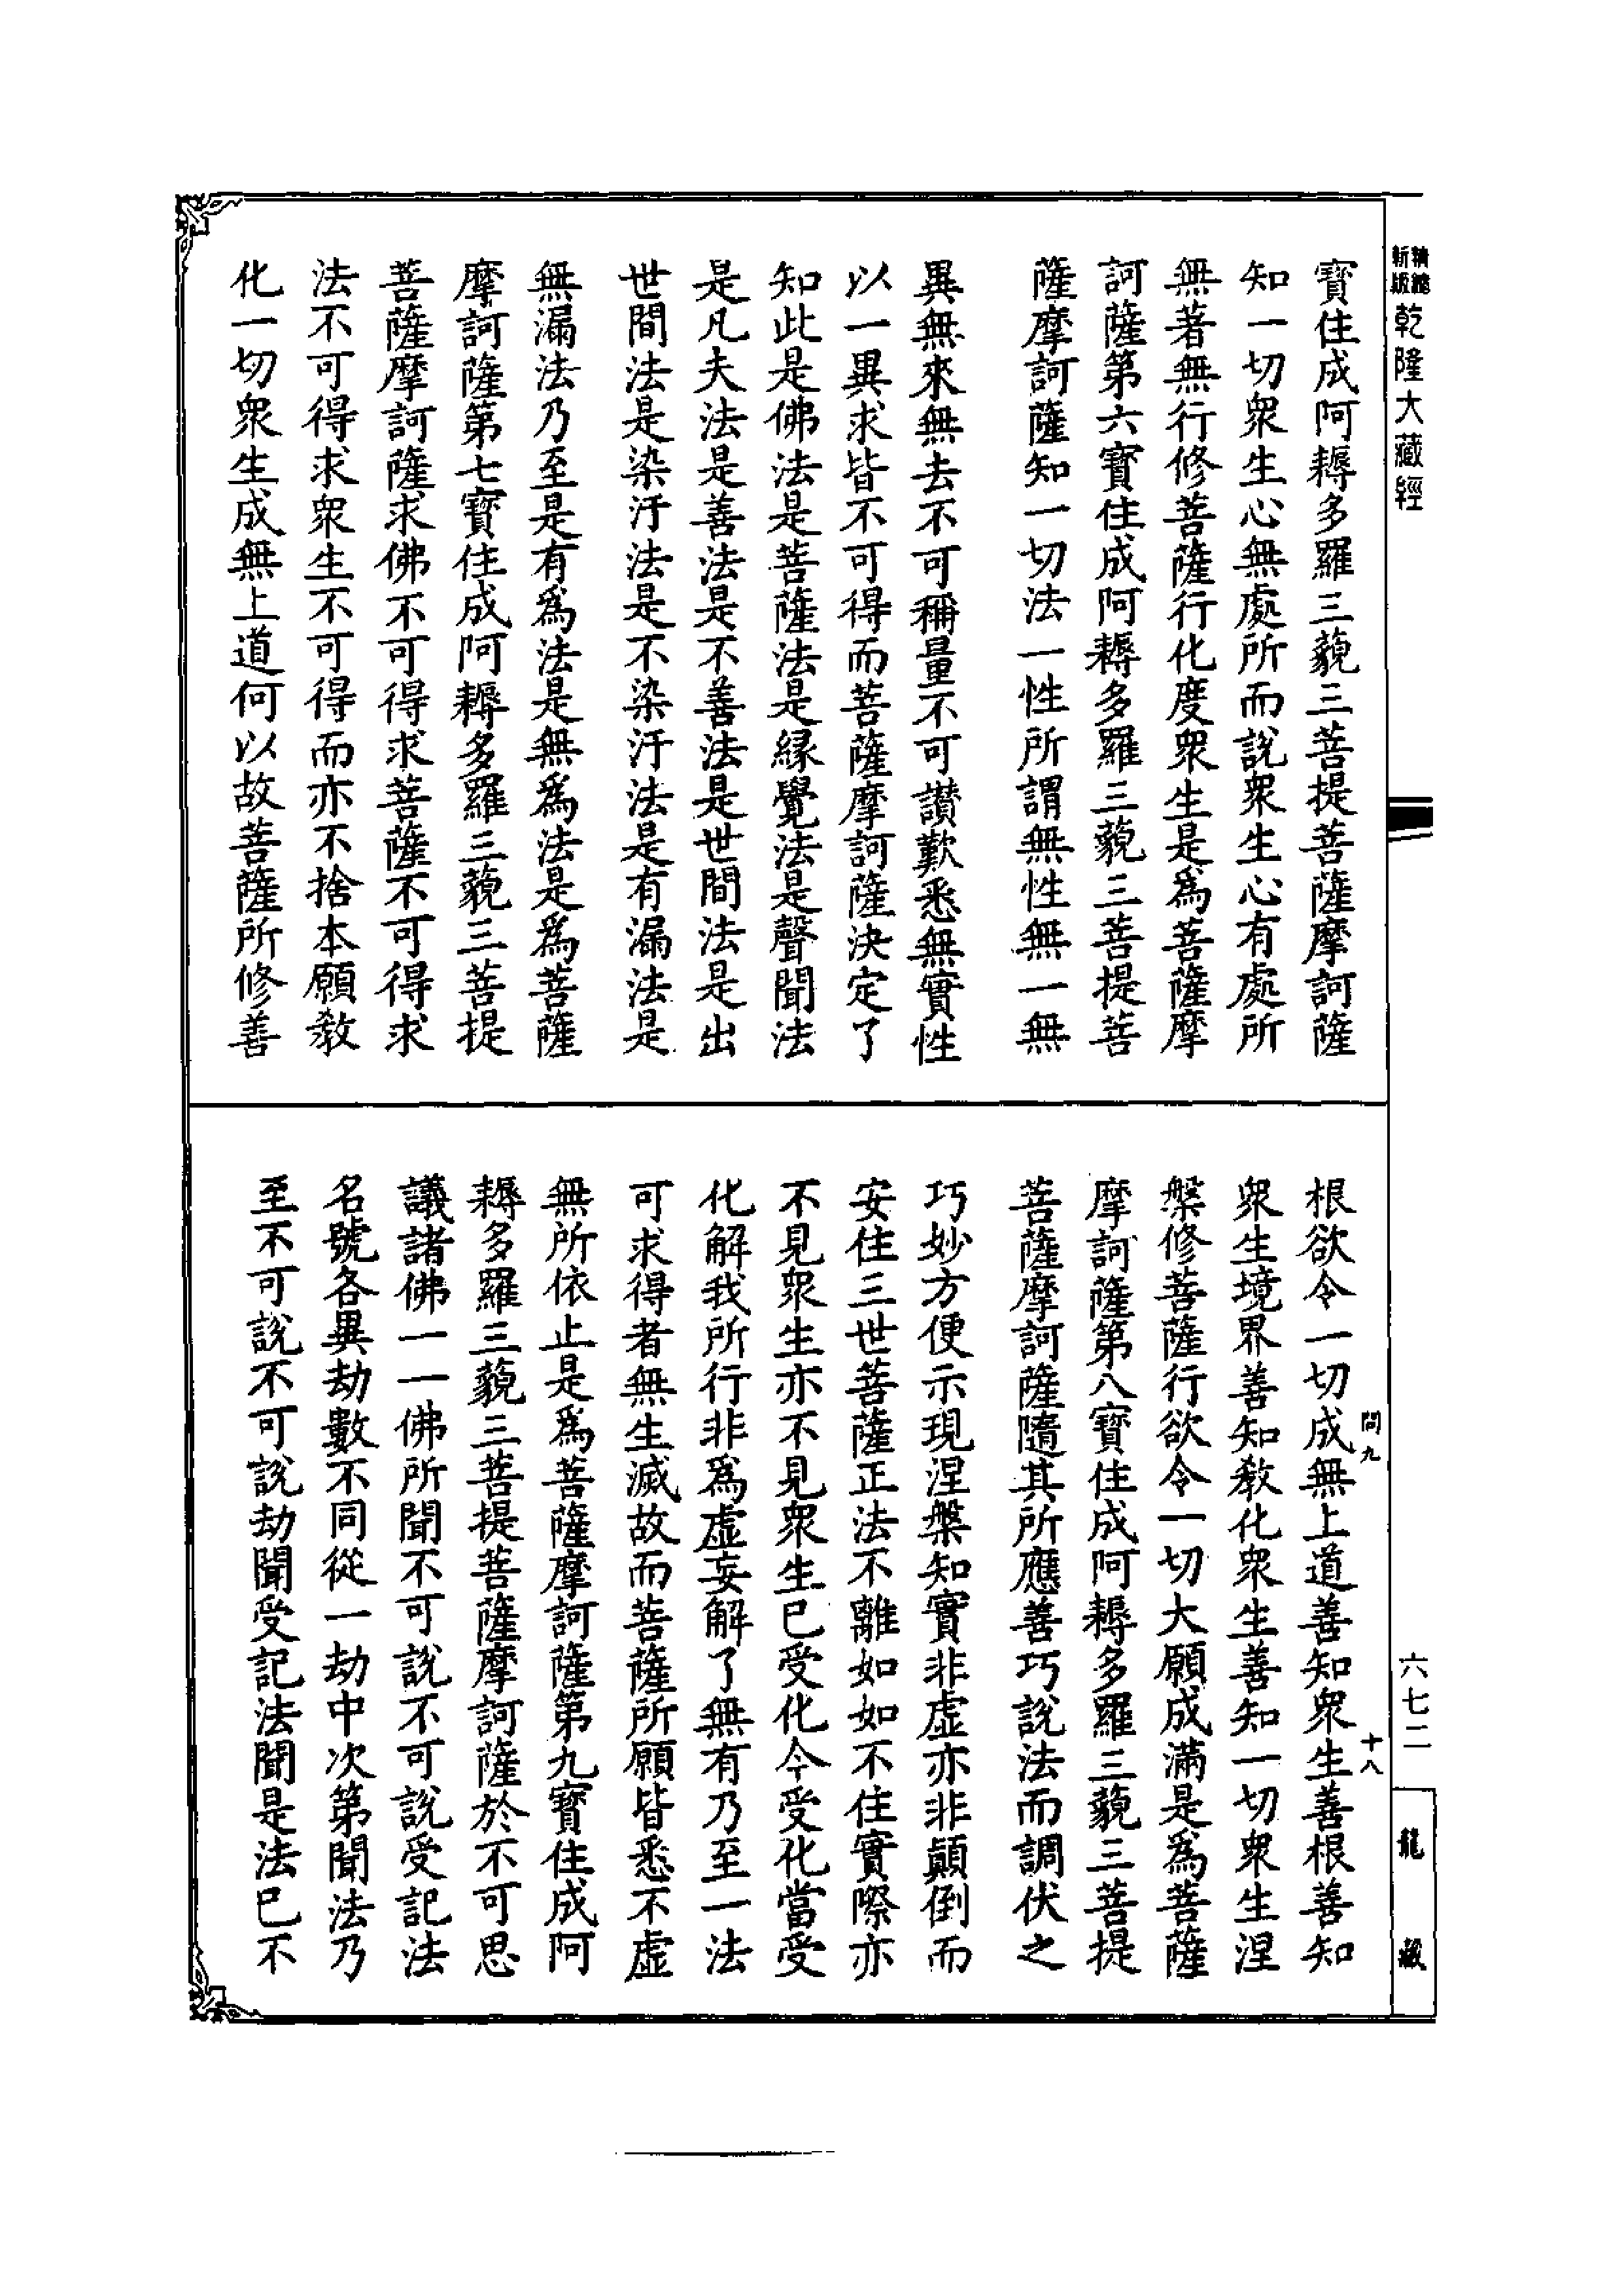 新版
精縮
乾隆大藏經
寶住成阿耨多羅三藐三菩提菩薩摩訶薩
知一切衆生心無處所而説衆生心有處所
無著無行修菩薩行化度衆生是爲菩薩摩
訶薩第六寶住成阿耨多羅三藐三菩提菩
薩摩訶薩知一切法一性所謂無性無一無
異無來無去不可稱量不可讃歎悉無實性
以一異求皆不可得而菩薩摩訶薩決定了
知此是佛法是菩薩法是縁覺法是聲聞法
是凡夫法是善法是不善法是世間法是出
世間法是染汙法是不染汙法是有漏法是
無漏法乃至是有爲法是無爲法是爲菩薩
摩訶薩第七寶住成阿耨多羅三藐三菩提
菩薩摩訶薩求佛不可得求菩薩不可得求
法不可得求衆生不可得而亦不捨本願教
化一切衆生成無上道何以故菩薩所修善
根欲令一切成無上道善知衆生善根善知
衆生境界善知教化衆生善知一切衆生涅
槃修菩薩行欲令一切大願成滿是爲菩薩
摩訶薩第八寶住成阿耨多羅三藐三菩提
菩薩摩訶薩隨其所應善巧説法而調伏之
巧妙方便示現涅槃知實非虛亦非顛倒而
安住三世菩薩正法不離如如不住實際亦
不見衆生亦不見衆生已受化今受化當受
化解我所行非爲虛妄解了無有乃至一法
可求得者無生滅故而菩薩所願皆悉不虛
無所依止是爲菩薩摩訶薩第九寶住成阿
耨多羅三藐三菩提菩薩摩訶薩於不可思
議諸佛一一佛所聞不可説不可説受記法
名號各異劫數不同從一劫中次第聞法乃
至不可説不可説劫聞受記法聞是法已不
問九
十八
六七二
龍藏